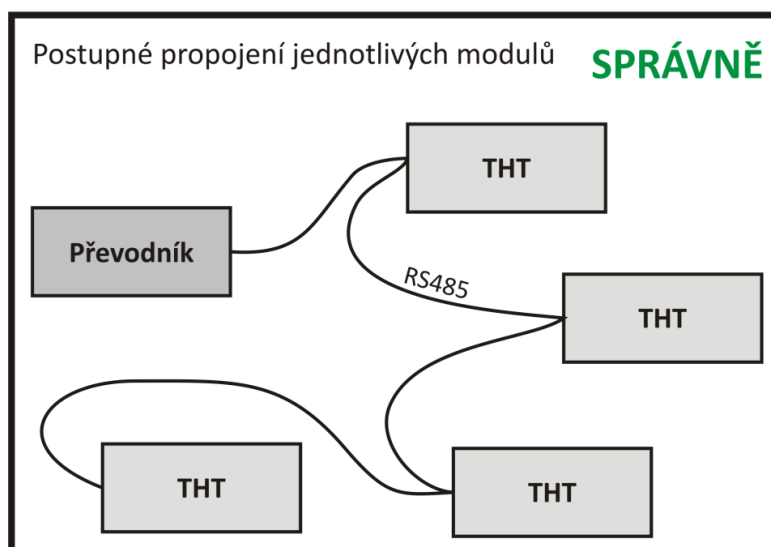 Postupné propojení jednotlivých modulů
SPRÁVNĚ
THT
Převodník
RS485
THT
THT
THT